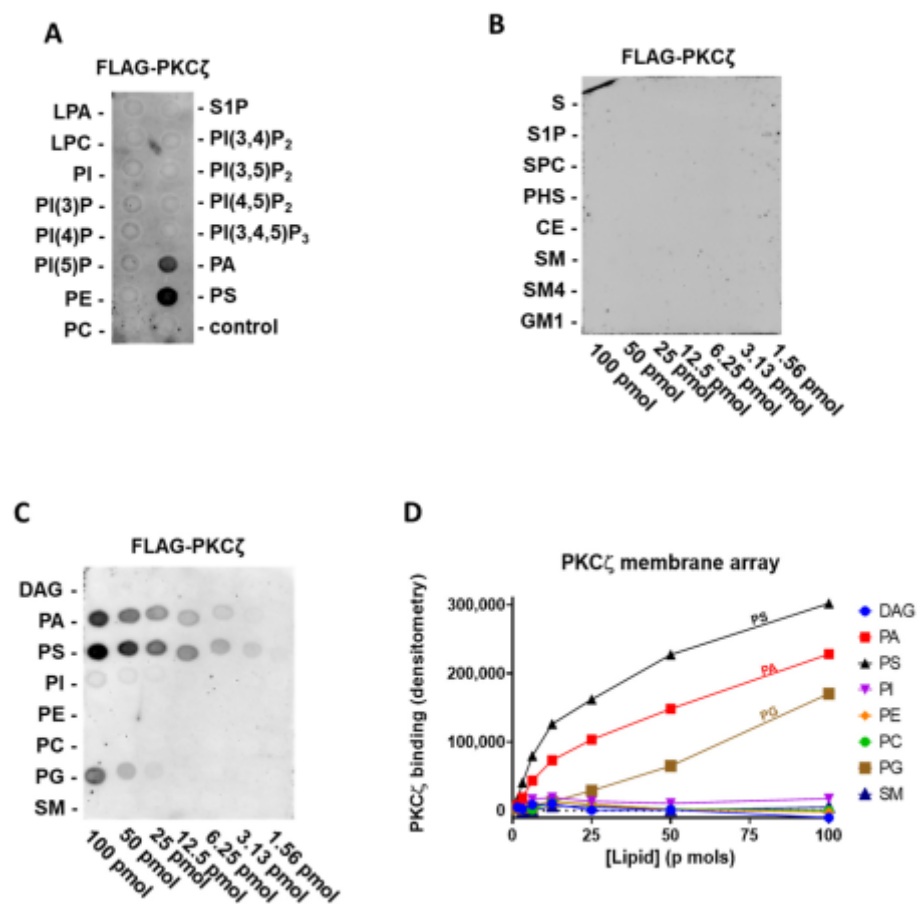 A
FLAG-PKCζ
LPA - - S1P
LPC - - PI(3,4)P₂
PI - - PI(3,5)P₂
PI(3)P - - PI(4,5)P₂
PI(4)P - - PI(3,4,5)P₃
PI(5)P - - PA
PE - - PS
PC - - control
B
FLAG-PKCζ
S -
S1P -
SPC -
PHS -
CE -
SM -
SM4 -
GM1 -
100 pmol
50 pmol
25 pmol
12.5 pmol
6.25 pmol
3.13 pmol
1.56 pmol
C
FLAG-PKCζ
DAG -
PA -
PS -
PI -
PE -
PC -
PG -
SM -
100 pmol
50 pmol
25 pmol
12.5 pmol
6.25 pmol
3.13 pmol
1.56 pmol
D
PKCζ membrane array
PKCζ binding (densitometry)
300,000
200,000
100,000
0
PS
PA
PG
0 25 50 75 100
[Lipid] (p mols)
DAG
PA
PS
PI
PE
PC
PG
SM